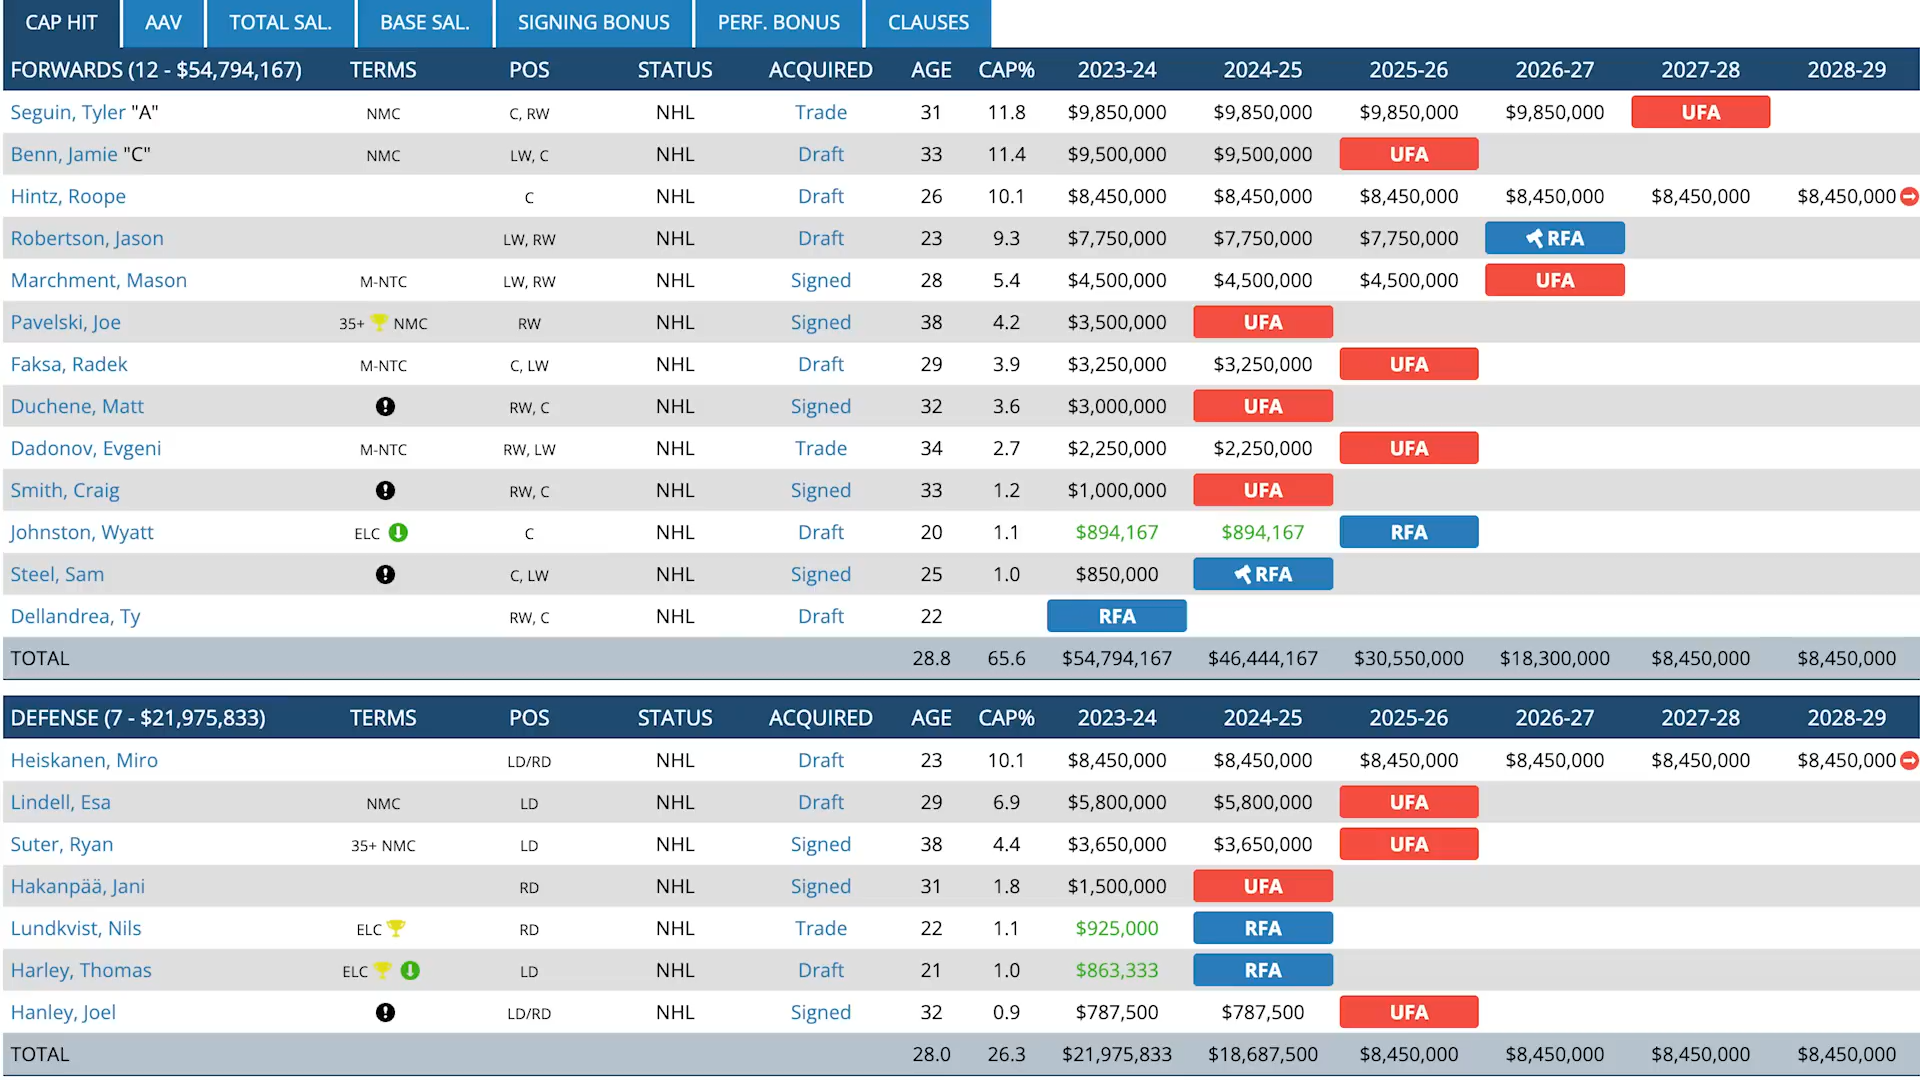 CAP HIT AAV TOTAL SAL. BASE SAL. SIGNING BONUS PERF. BONUS CLAUSES
FORWARDS (12 - $54,794,167) TERMS POS STATUS ACQUIRED AGE CAP% 2023-24 2024-25 2025-26 2026-27 2027-28 2028-29
Seguin, Tyler "A" NMC C, RW NHL Trade 31 11.8 $9,850,000 $9,850,000 $9,850,000 $9,850,000 UFA
Benn, Jamie "C" NMC LW, C NHL Draft 33 11.4 $9,500,000 $9,500,000 UFA
Hintz, Roope C NHL Draft 26 10.1 $8,450,000 $8,450,000 $8,450,000 $8,450,000 $8,450,000 $8,450,000
Robertson, Jason LW, RW NHL Draft 23 9.3 $7,750,000 $7,750,000 $7,750,000 RFA
Marchment, Mason M-NTC LW, RW NHL Signed 28 5.4 $4,500,000 $4,500,000 $4,500,000 UFA
Pavelski, Joe 35+ NMC RW NHL Signed 38 4.2 $3,500,000 UFA
Faksa, Radek M-NTC C, LW NHL Draft 29 3.9 $3,250,000 $3,250,000 UFA
Duchene, Matt RW, C NHL Signed 32 3.6 $3,000,000 UFA
Dadonov, Evgeni M-NTC RW, LW NHL Trade 34 2.7 $2,250,000 $2,250,000 UFA
Smith, Craig RW, C NHL Signed 33 1.2 $1,000,000 UFA
Johnston, Wyatt ELC C NHL Draft 20 1.1 $894,167 $894,167 RFA
Steel, Sam C, LW NHL Signed 25 1.0 $850,000 RFA
Dellandrea, Ty RW, C NHL Draft 22 RFA
TOTAL 28.8 65.6 $54,794,167 $46,444,167 $30,550,000 $18,300,000 $8,450,000 $8,450,000
DEFENSE (7 - $21,975,833) TERMS POS STATUS ACQUIRED AGE CAP% 2023-24 2024-25 2025-26 2026-27 2027-28 2028-29
Heiskanen, Miro LD/RD NHL Draft 23 10.1 $8,450,000 $8,450,000 $8,450,000 $8,450,000 $8,450,000 $8,450,000
Lindell, Esa NMC LD NHL Draft 29 6.9 $5,800,000 $5,800,000 UFA
Suter, Ryan 35+ NMC LD NHL Signed 38 4.4 $3,650,000 $3,650,000 UFA
Hakanpää, Jani RD NHL Signed 31 1.8 $1,500,000 UFA
Lundkvist, Nils ELC RD NHL Trade 22 1.1 $925,000 RFA
Harley, Thomas ELC LD NHL Draft 21 1.0 $863,333 RFA
Hanley, Joel LD/RD NHL Signed 32 0.9 $787,500 $787,500 UFA
TOTAL 28.0 26.3 $21,975,833 $18,687,500 $8,450,000 $8,450,000 $8,450,000 $8,450,000